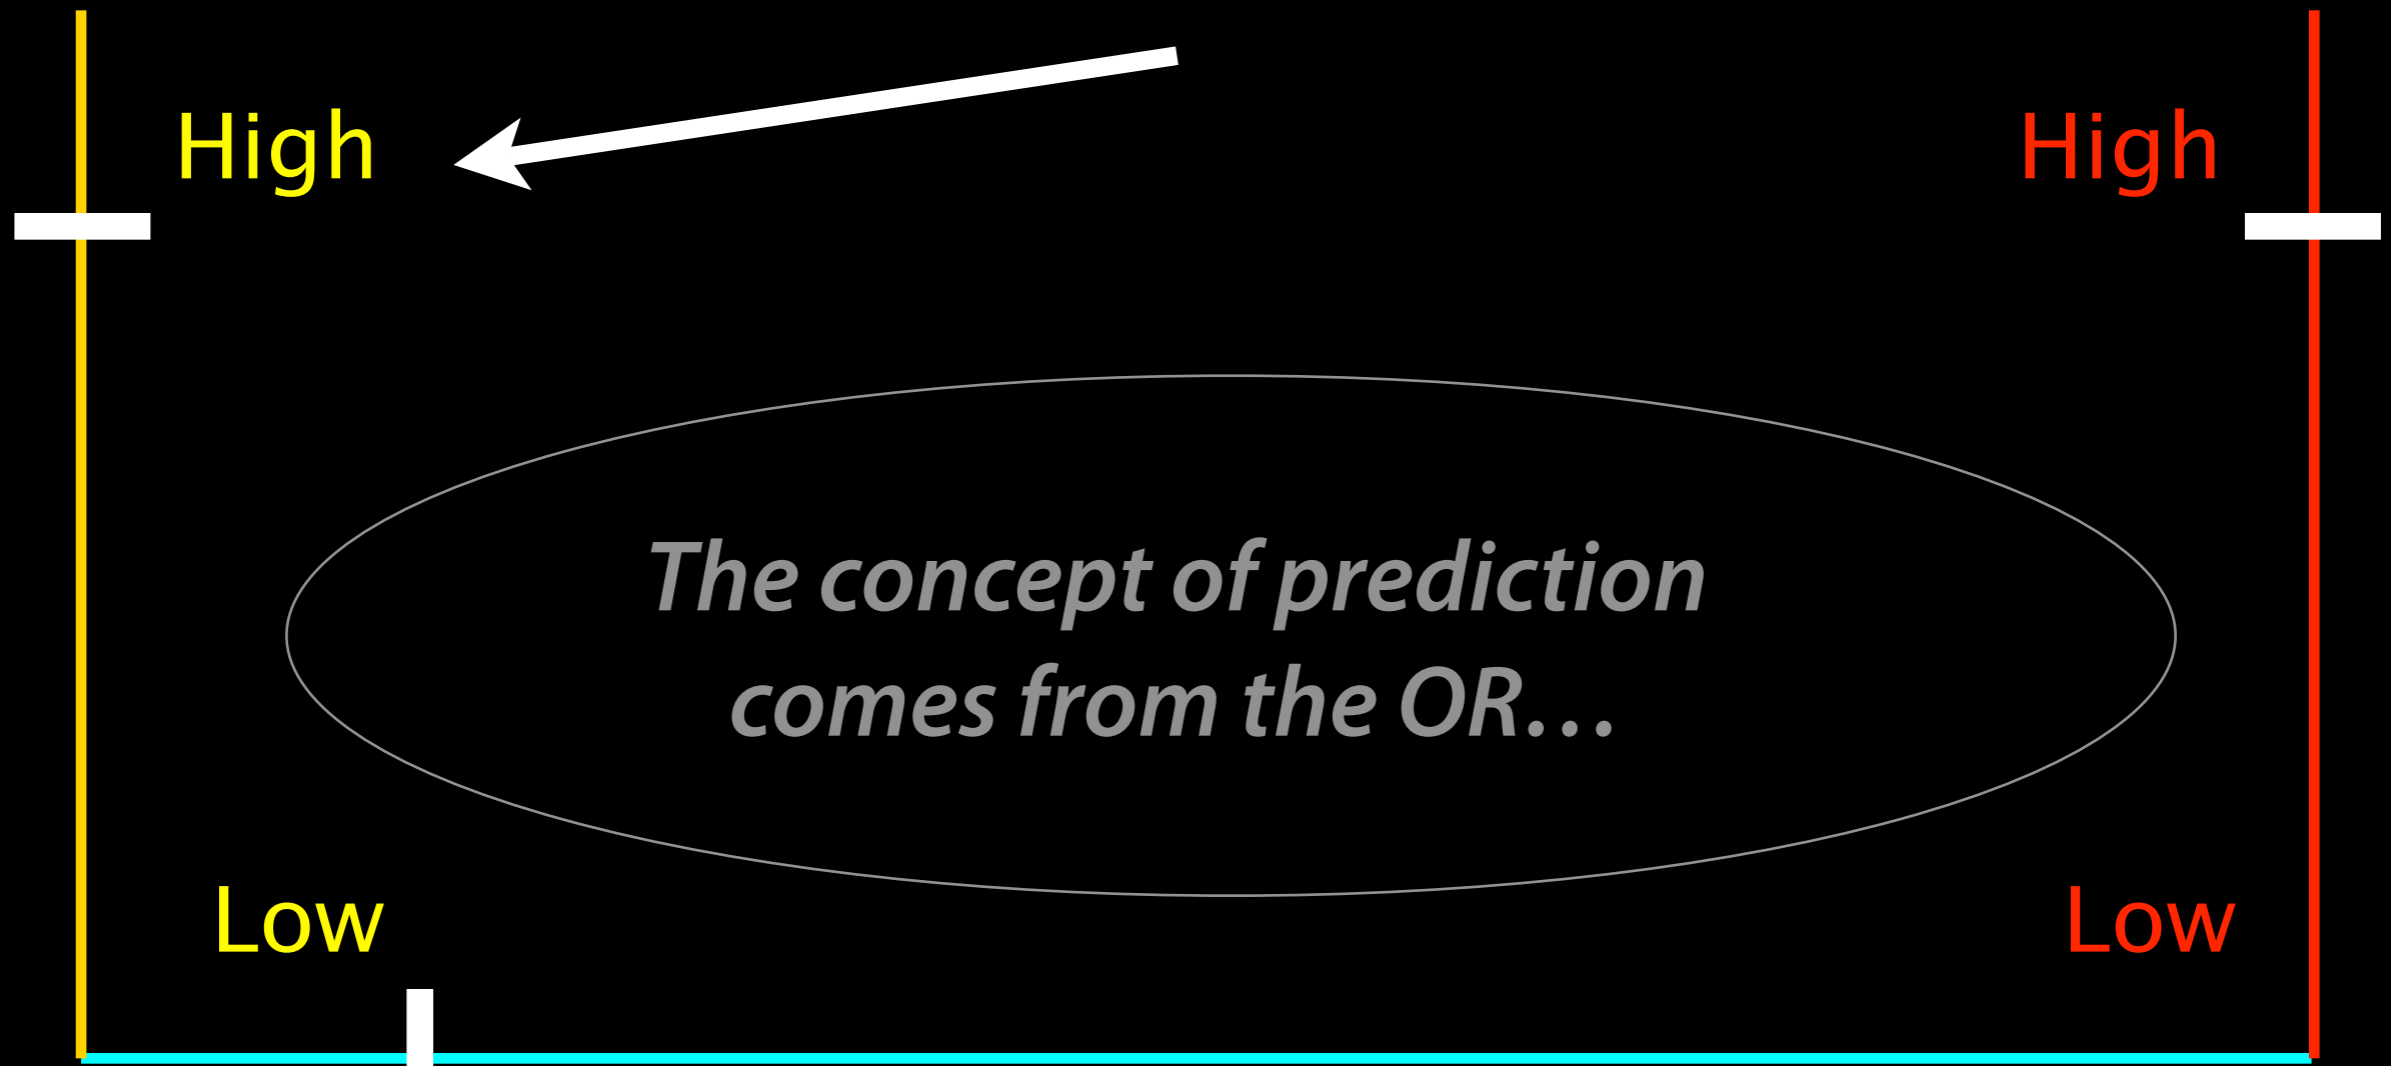 High
High
The concept of prediction
comes from the OR...
Low
Low